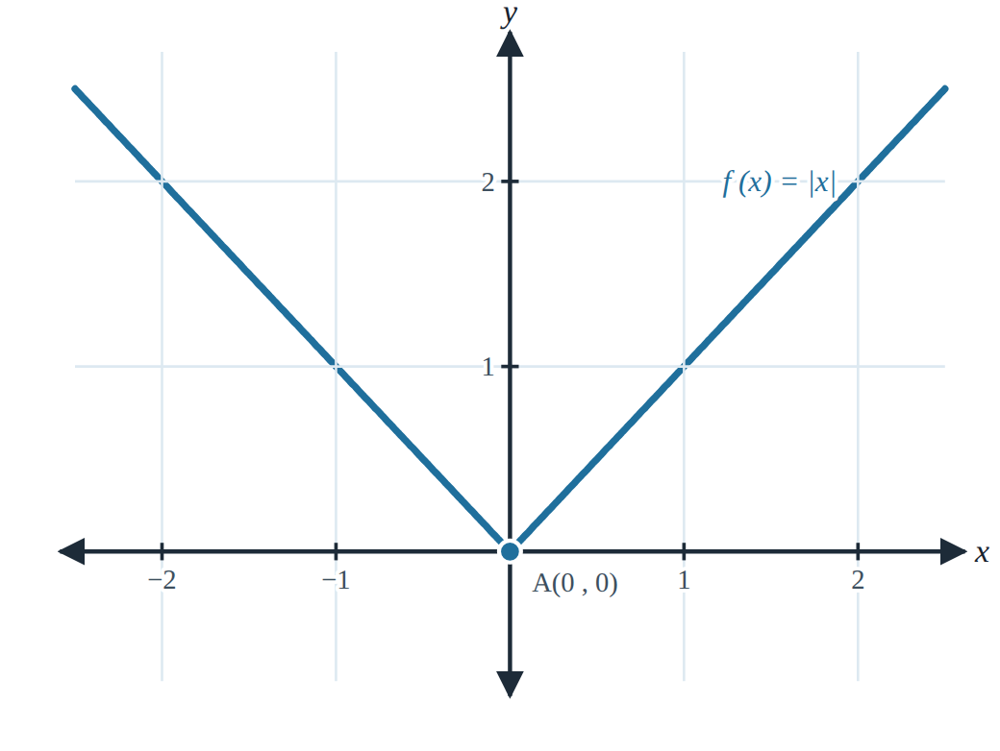 y
2
f (x) = |x|
1
x
−2
−1
A(0 , 0)
1
2